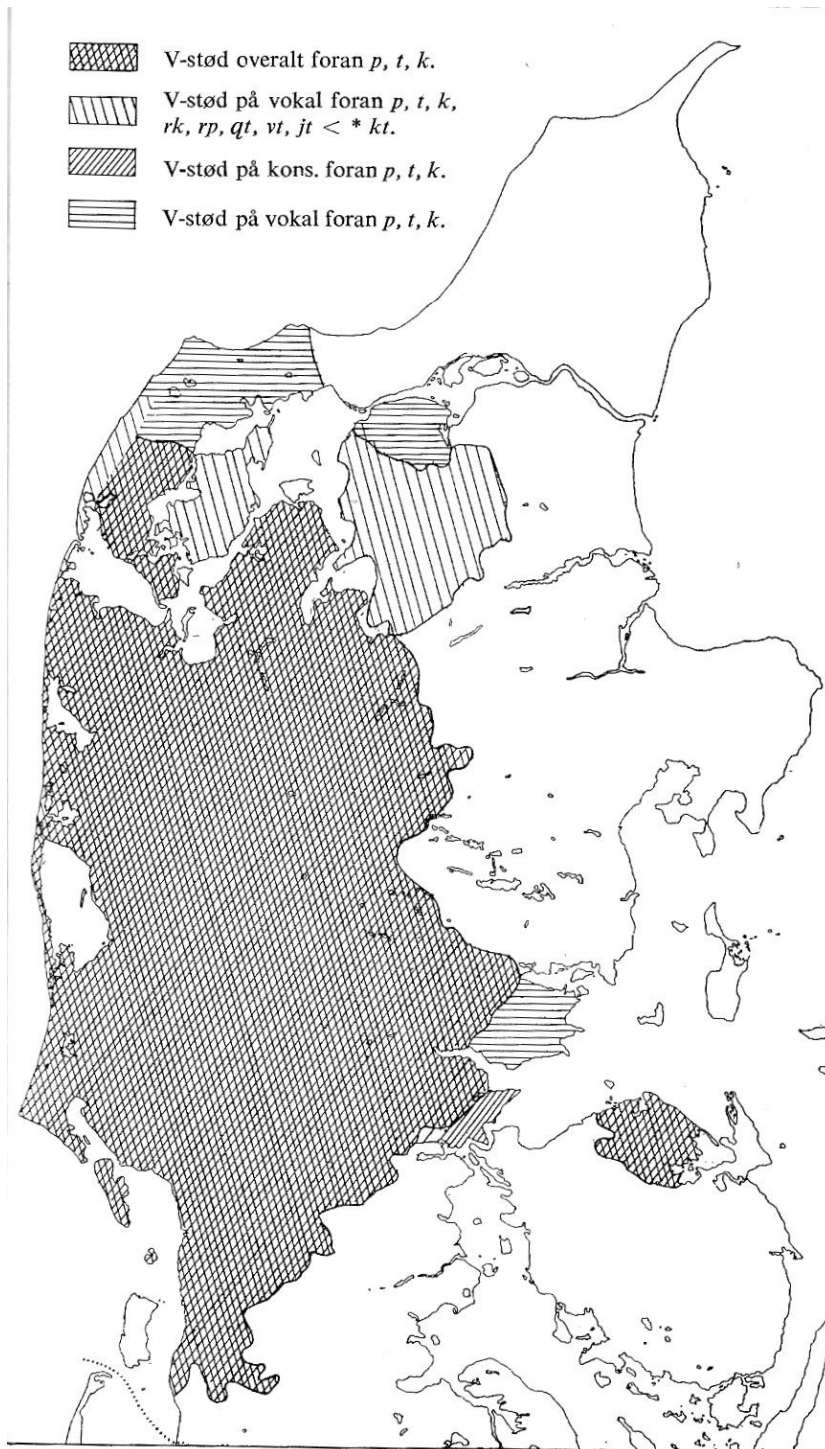 V-stød overalt foran p, t, k.
V-stød på vokal foran p, t, k,
rk, rp, qt, vt, jt < * kt.
V-stød på kons. foran p, t, k.
V-stød på vokal foran p, t, k.